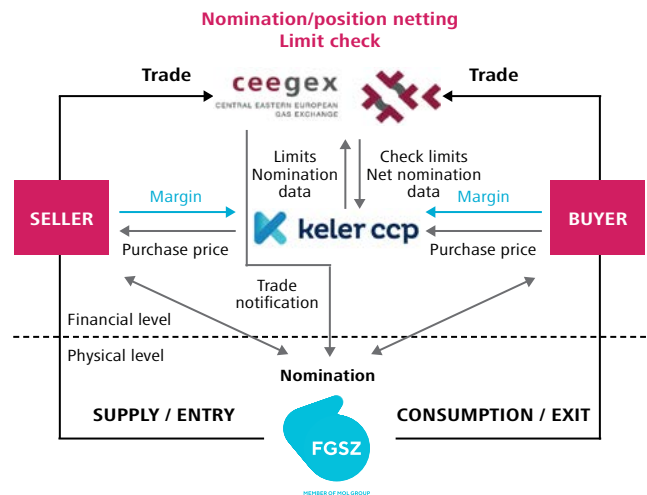 Nomination/position netting
Limit check
Trade
ceegex
CENTRAL EASTERN EUROPEAN
GAS EXCHANGE
Trade
Limits
Nomination
data
Check limits
Net nomination
data
SELLER
Margin
keler ccp
Margin
BUYER
Purchase price
Purchase price
Trade
notification
Financial level
Physical level
Nomination
SUPPLY / ENTRY
CONSUMPTION / EXIT
FGSZ
MEMBER OF MOL GROUP